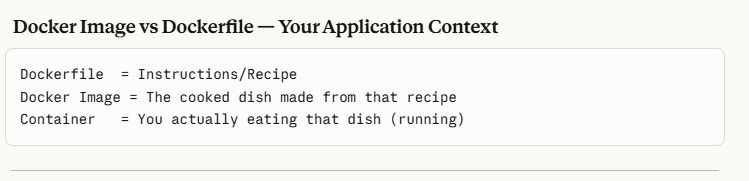 Docker Image vs Dockerfile — Your Application Context
Dockerfile  = Instructions/Recipe
Docker Image = The cooked dish made from that recipe
Container   = You actually eating that dish (running)